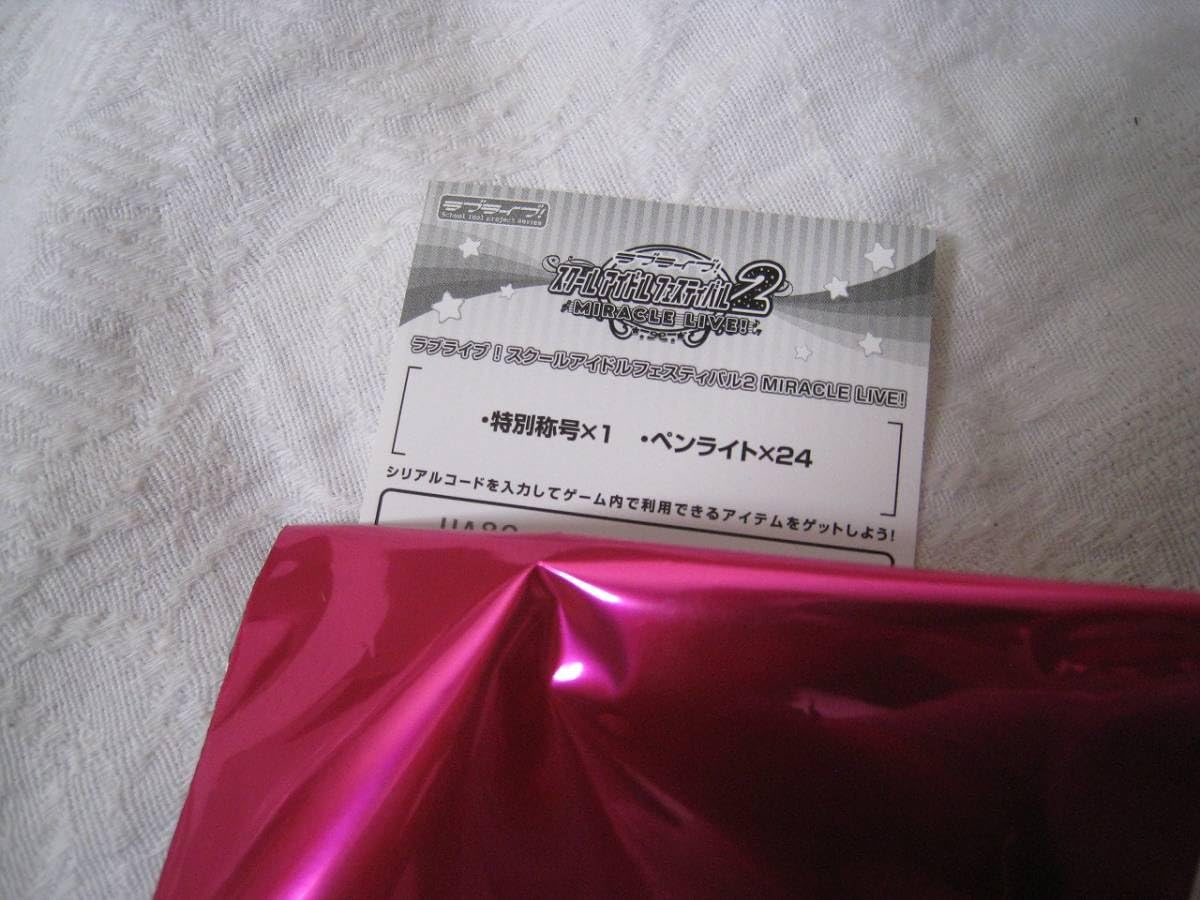 ラブライブ!
School idol project series
ラブライブ!
スクールアイドルフェスティバル2
MIRACLE LIVE!
ラブライブ！スクールアイドルフェスティバル2 MIRACLE LIVE!
・特別称号×1 ・ペンライト×24
シリアルコードを入力してゲーム内で利用できるアイテムをゲットしよう!